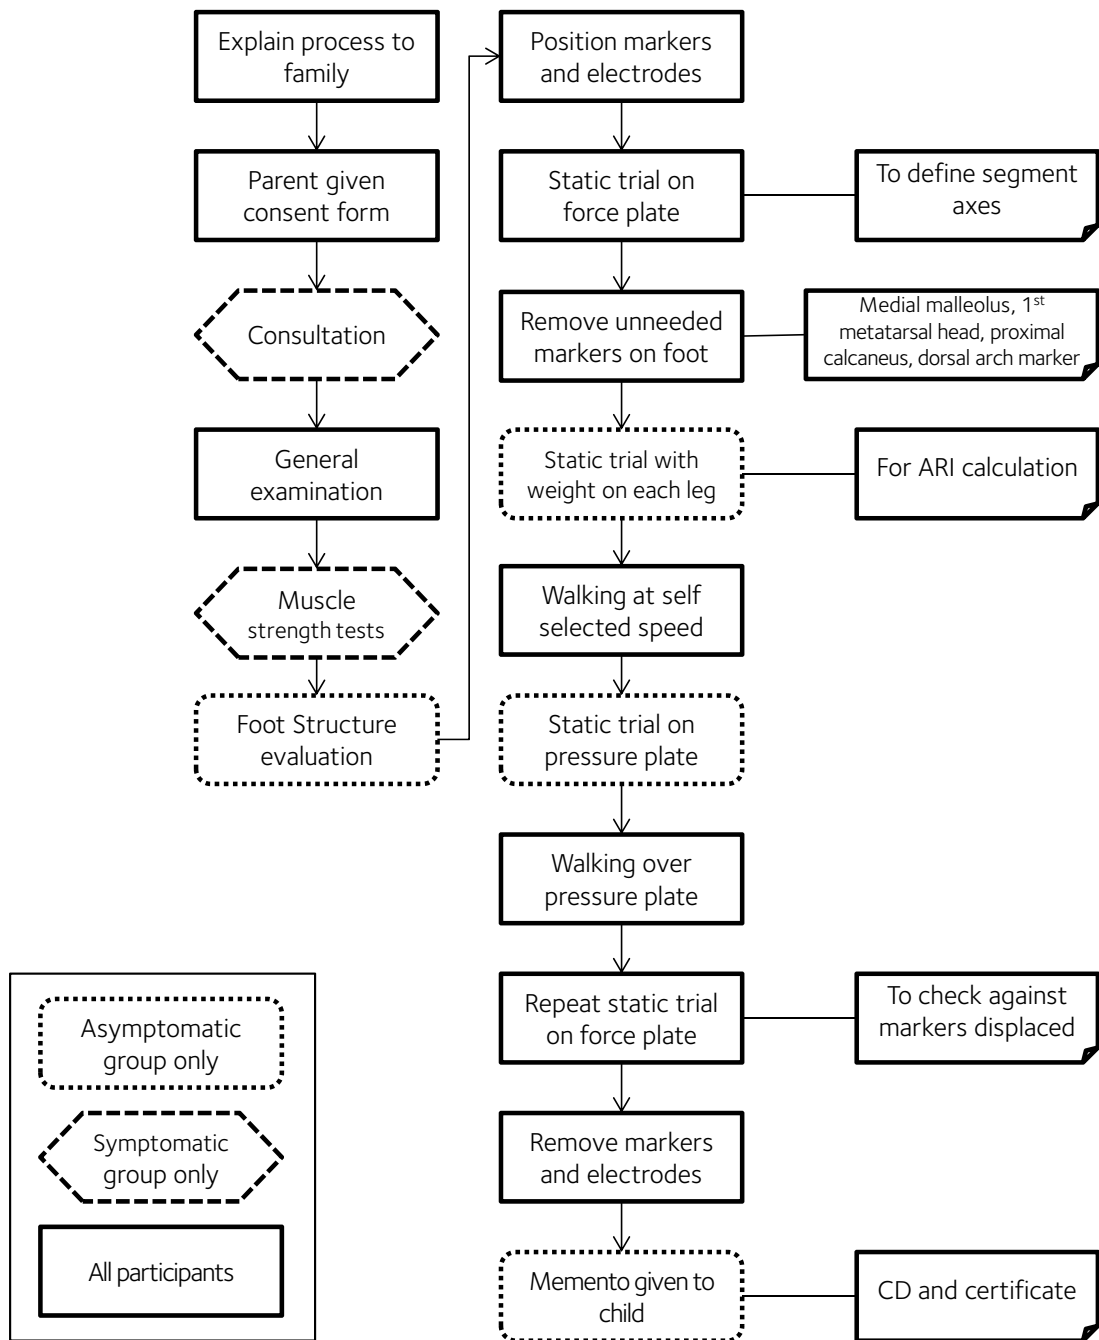 Explain process to
family
Parent given
consent form
Consultation
General
examination
Muscle
strength tests
Foot Structure
evaluation
Position markers
and electrodes
Static trial on
force plate
To define segment
axes
Remove unneeded
markers on foot
Medial malleolus, 1st
metatarsal head, proximal
calcaneus, dorsal arch marker
Static trial with
weight on each leg
For ARI calculation
Walking at self
selected speed
Static trial on
pressure plate
Walking over
pressure plate
Repeat static trial
on force plate
To check against
markers displaced
Remove markers
and electrodes
Memento given to
child
CD and certificate
Asymptomatic
group only
Symptomatic
group only
All participants